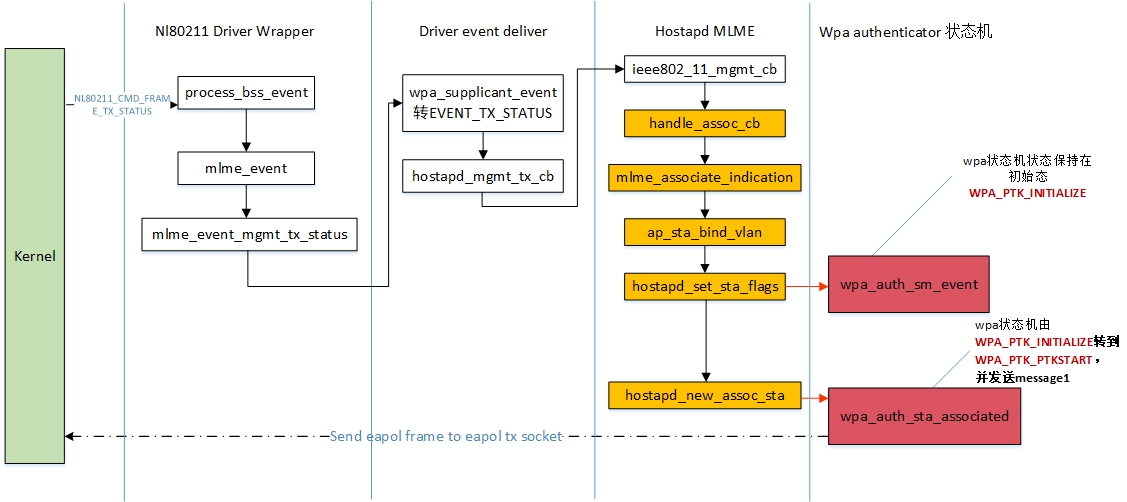 Nl80211 Driver Wrapper
Driver event deliver
Hostapd MLME
Wpa authenticator 状态机
Kernel
Nl80211_CMD_FRAM
E_TX_STATUS
process_bss_event
mlme_event
mlme_event_mgmt_tx_status
wpa_supplicant_event
转EVENT_TX_STATUS
hostapd_mgmt_tx_cb
ieee802_11_mgmt_cb
handle_assoc_cb
mlme_associate_indication
ap_sta_bind_vlan
hostapd_set_sta_flags
hostapd_new_assoc_sta
wpa状态机状态保持在
初始态
WPA_PTK_INITIALIZE
wpa_auth_sm_event
wpa状态机由
WPA_PTK_INITIALIZE转到
WPA_PTK_PTKSTART，
并发送message1
wpa_auth_sta_associated
Send eapol frame to eapol tx socket